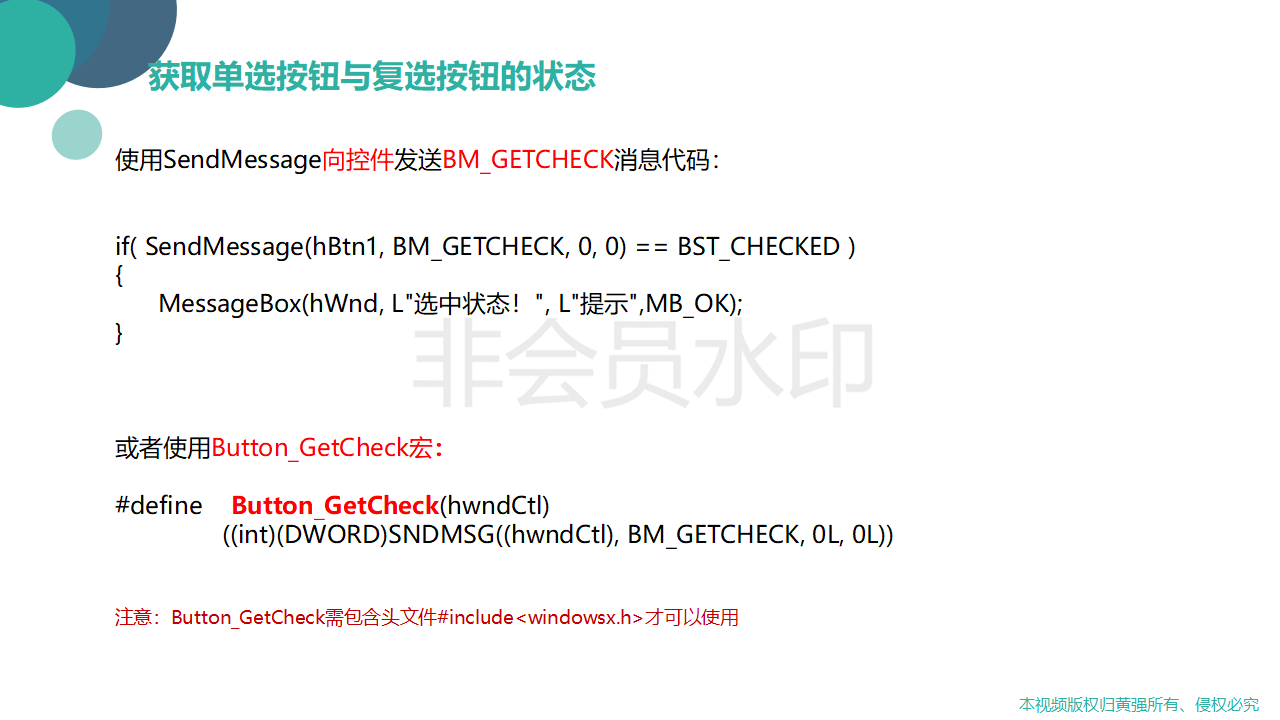 获取单选按钮与复选按钮的状态
使用SendMessage向控件发送BM_GETCHECK消息代码：
if( SendMessage(hBtn1, BM_GETCHECK, 0, 0) == BST_CHECKED )
{
MessageBox(hWnd, L"选中状态！", L"提示",MB_OK);
}
非会员水印
或者使用Button_GetCheck宏：
#define Button_GetCheck(hwndCtl)
((int)(DWORD)SNDMSG((hwndCtl), BM_GETCHECK, 0L, 0L))
注意：Button_GetCheck需包含头文件#include<windowsx.h>才可以使用
本视频版权归黄强所有、侵权必究